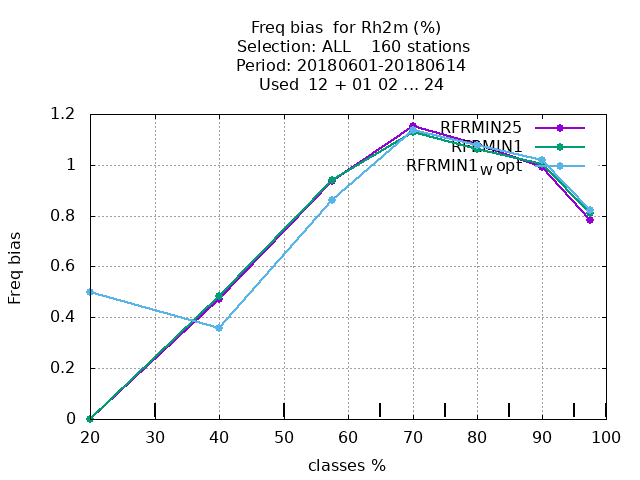 Freq bias  for Rh2m (%)
Selection: ALL    160 stations
Period: 20180601-20180614
Used  12 + 01 02 ... 24
1.2
1
0.8
0.6
0.4
0.2
0
Freq bias
RFRMIN25
RFRMIN1
RFRMIN1W opt
20 30 40 50 60 70 80 90 100
classes %